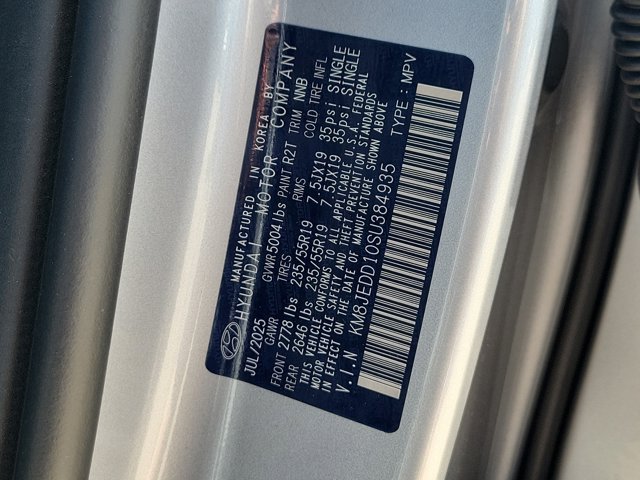 MANUFACTURED IN KOREA BY
HYUNDAI MOTOR COMPANY
JUL/2025 GVWR 5004lbs PAINT R2T TRIM NNB
GAWR TIRES RIMS COLD TIRE INFL
FRONT 2778 lbs 235/55R19 7.5JX19 35psi SINGLE
REAR 2646 lbs 235/55R19 7.5JX19 35psi SINGLE
THIS VEHICLE CONFORMS TO ALL APPLICABLE U.S.A. FEDERAL
MOTOR VEHICLE SAFETY AND THEFT PREVENTION STANDARDS
IN EFFECT ON THE DATE OF MANUFACTURE SHOWN ABOVE
V.I.N KM8JEDD10SU384935 TYPE : MPV